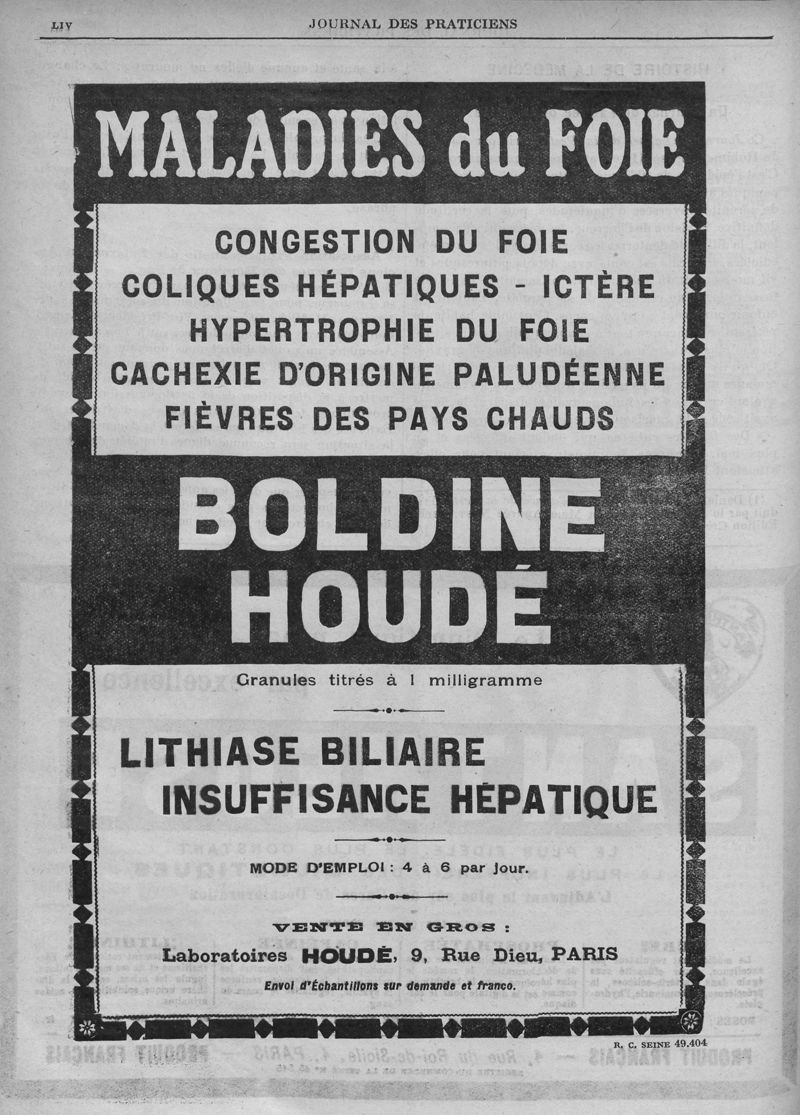 LIV
JOURNAL DES PRATICIENS
MALADIES du FOIE
CONGESTION DU FOIE
COLIQUES HÉPATIQUES - ICTÈRE
HYPERTROPHIE DU FOIE
CACHEXIE D'ORIGINE PALUDÉENNE
FIÈVRES DES PAYS CHAUDS
BOLDINE
HOUDÉ
Granules titrés à 1 milligramme
LITHIASE BILIAIRE
INSUFFISANCE HÉPATIQUE
MODE D'EMPLOI : 4 à 6 par jour.
VENTE EN GROS :
Laboratoires HOUDÉ, 9, Rue Dieu, PARIS
Envoi d'Échantillons sur demande et franco.
R. C. SEINE 49.404